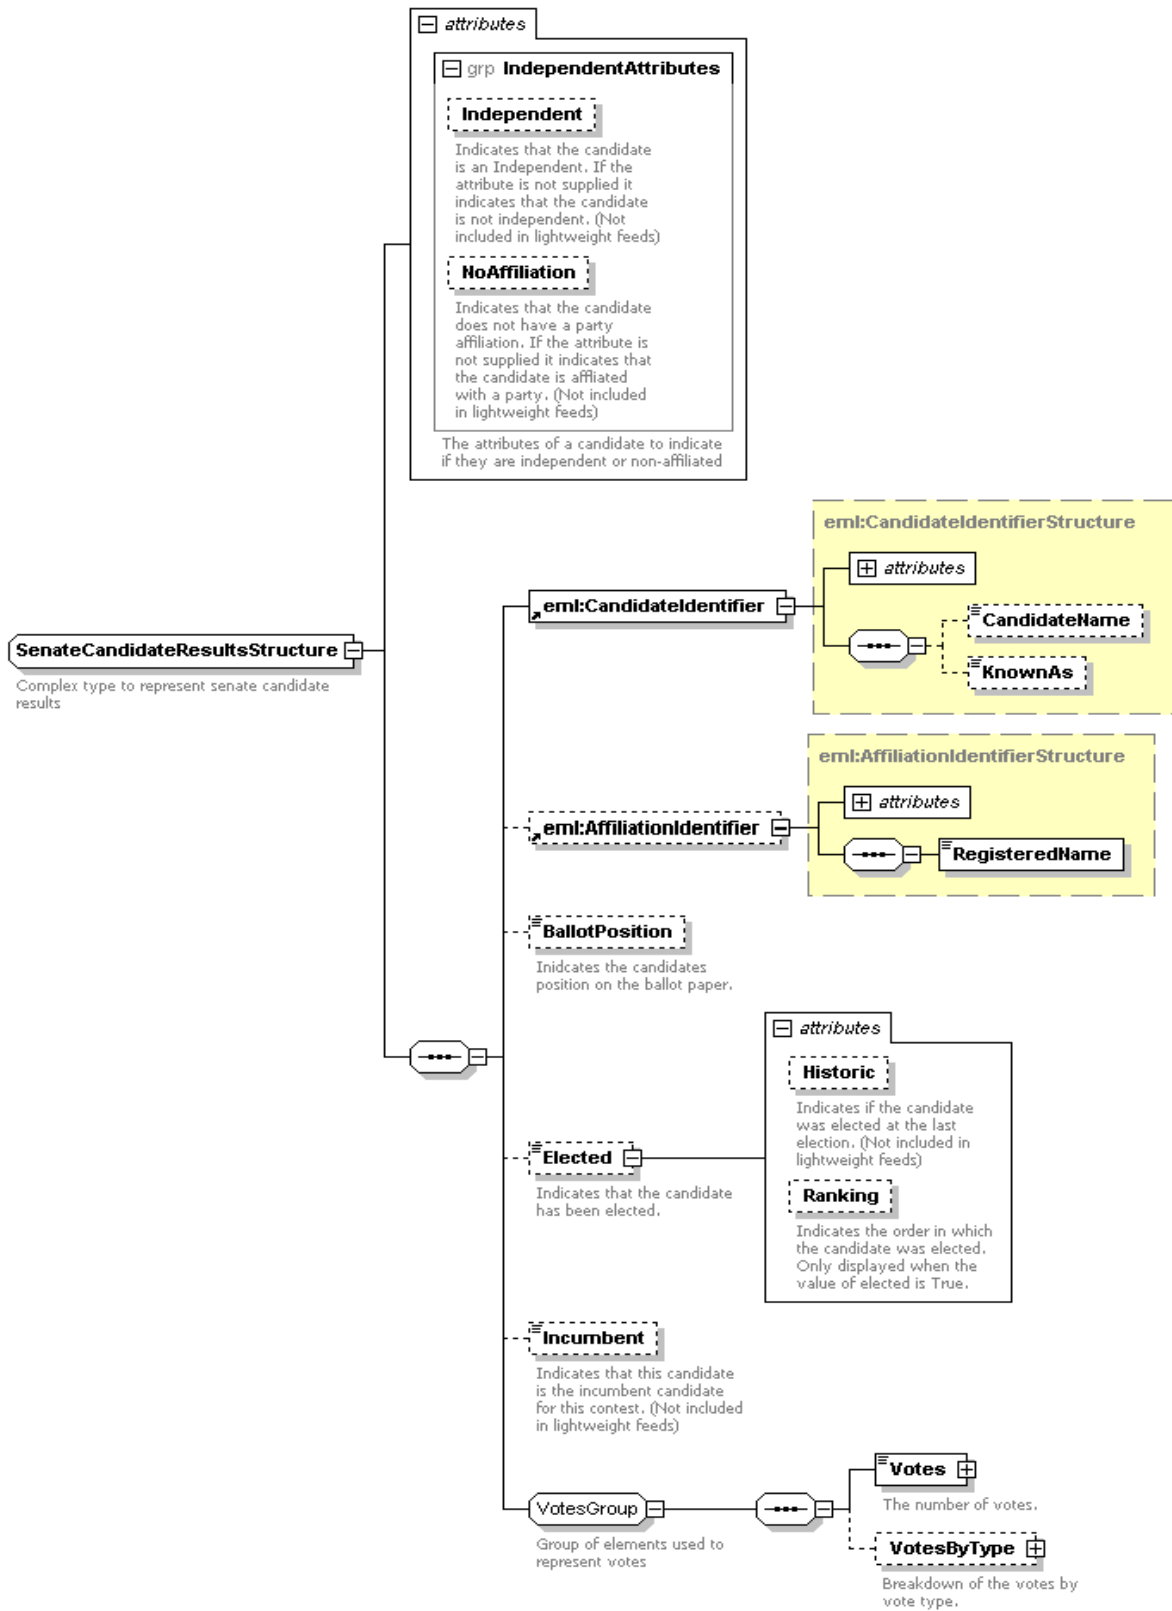 attributes
grp IndependentAttributes
Independent
Indicates that the candidate
is an Independent. If the
attribute is not supplied it
indicates that the candidate
is not independent. (Not
included in lightweight feeds)
NoAffiliation
Indicates that the candidate
does not have a party
affiliation. If the attribute is
not supplied it indicates that
the candidate is affliated
with a party. (Not included
in lightweight feeds)
The attributes of a candidate to indicate
if they are independent or non-affiliated
SenateCandidateResultsStructure
Complex type to represent senate candidate
results
eml:CandidateIdentifierStructure
attributes
eml:CandidateIdentifier
CandidateName
KnownAs
eml:AffiliationIdentifierStructure
attributes
eml:AffiliationIdentifier
RegisteredName
BallotPosition
Inidcates the candidates
position on the ballot paper.
attributes
Historic
Indicates if the candidate
was elected at the last
election. (Not included in
lightweight feeds)
Elected
Indicates that the candidate
has been elected.
Ranking
Indicates the order in which
the candidate was elected.
Only displayed when the
value of elected is True.
Incumbent
Indicates that this candidate
is the incumbent candidate
for this contest. (Not included
in lightweight feeds)
VotesGroup
Group of elements used to
represent votes
Votes
The number of votes.
VotesByType
Breakdown of the votes by
vote type.